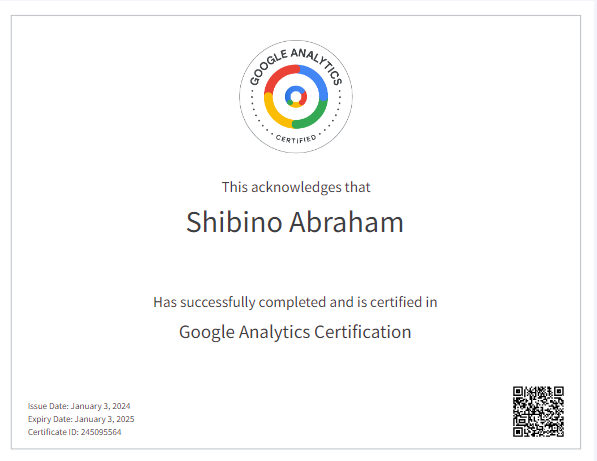 GOOGLE ANALYTICS
CERTIFIED
This acknowledges that
Shibino Abraham
Has successfully completed and is certified in
Google Analytics Certification
Issue Date: January 3, 2024
Expiry Date: January 3, 2025
Certificate ID: 245095564